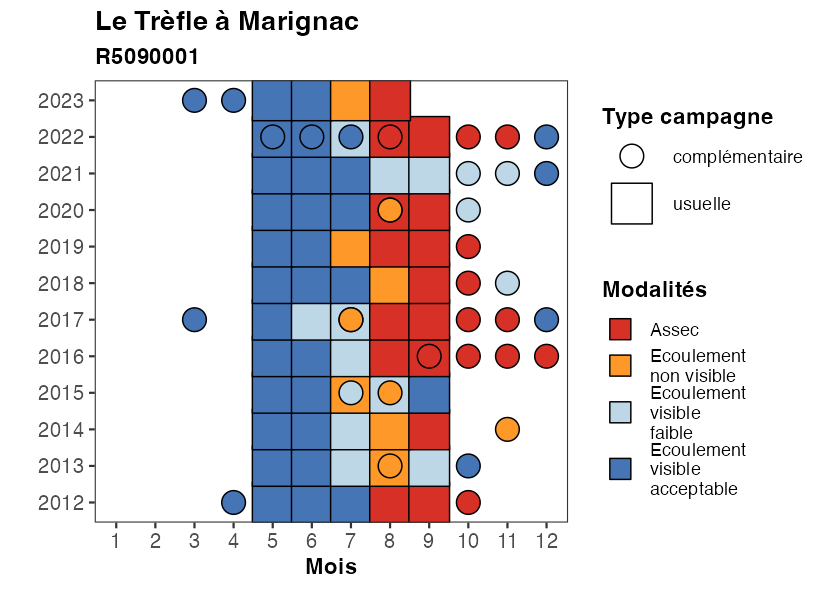 Le Trèfle à Marignac
R5090001
2023
2022
2021
2020
2019
2018
2017
2016
2015
2014
2013
2012
1 2 3 4 5 6 7 8 9 10 11 12
Mois
Type campagne
complémentaire
usuelle
Modalités
Assec
Ecoulement
non visible
Ecoulement
visible
faible
Ecoulement
visible
acceptable